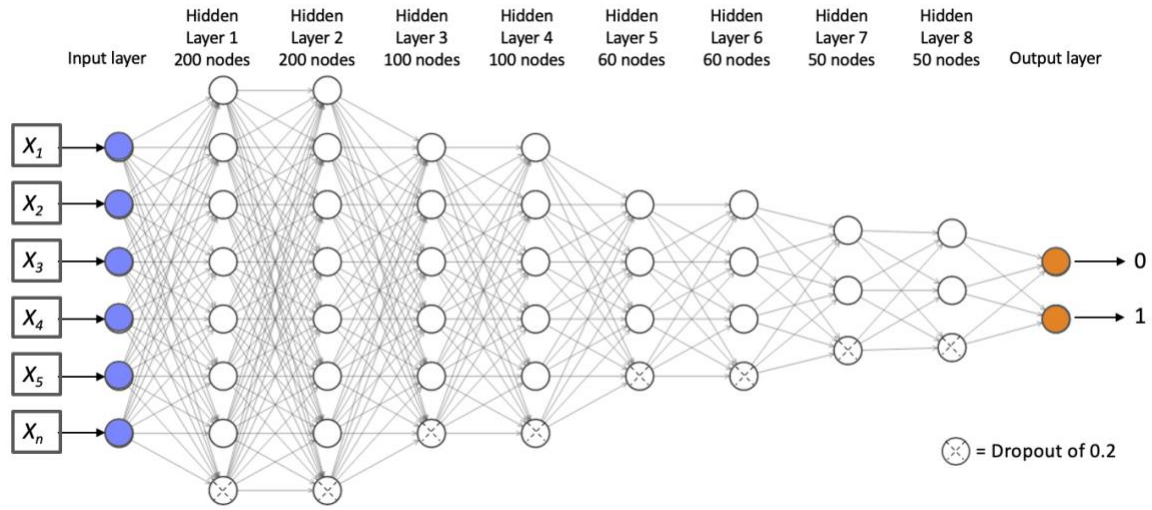 Input layer
Hidden
Layer 1
200 nodes
Hidden
Layer 2
200 nodes
Hidden
Layer 3
100 nodes
Hidden
Layer 4
100 nodes
Hidden
Layer 5
60 nodes
Hidden
Layer 6
60 nodes
Hidden
Layer 7
50 nodes
Hidden
Layer 8
50 nodes
Output layer
X1
X2
X3
X4
X5
Xn
0
1
= Dropout of 0.2